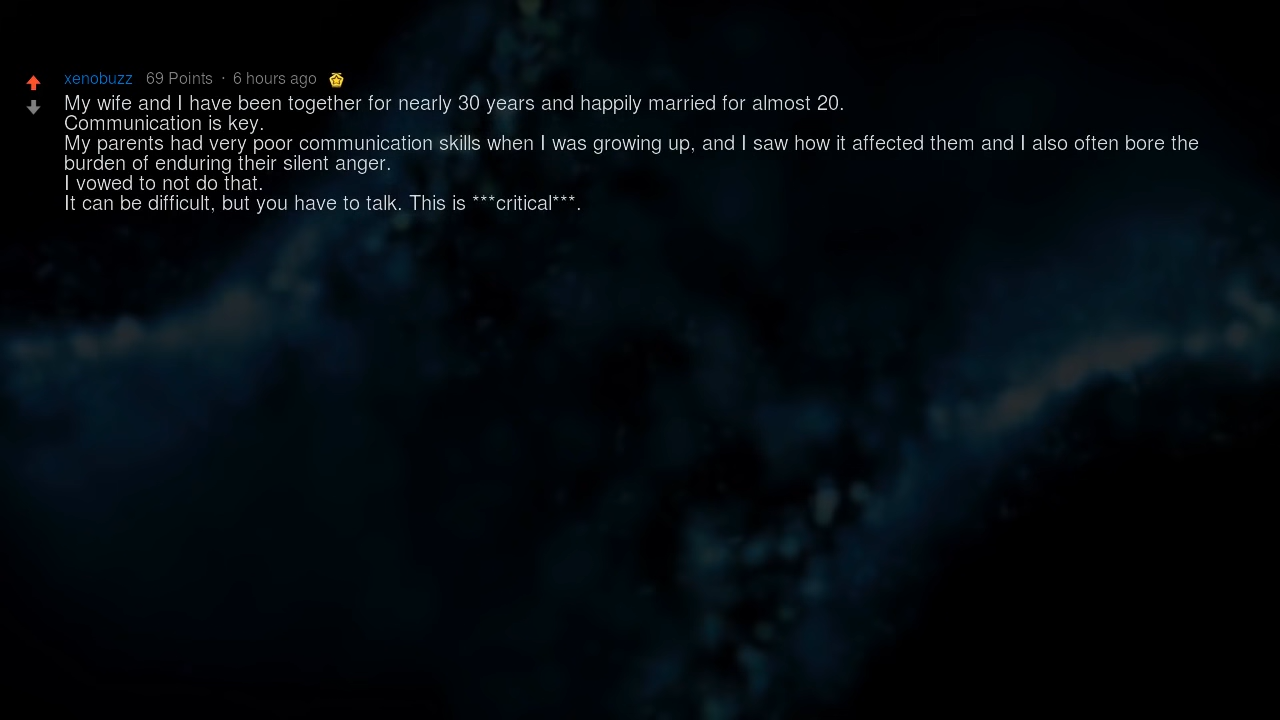 xenobuzz 69 Points · 6 hours ago
My wife and I have been together for nearly 30 years and happily married for almost 20.
Communication is key.
My parents had very poor communication skills when I was growing up, and I saw how it affected them and I also often bore the
burden of enduring their silent anger.
I vowed to not do that.
It can be difficult, but you have to talk. This is ***critical***.